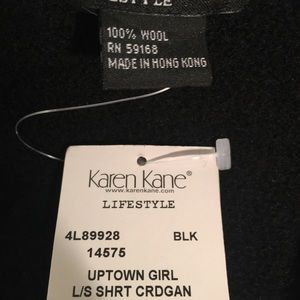 100% WOOL
RN 59168
MADE IN HONG KONG
Karen Kane®
www.karenkane.com
LIFESTYLE
4L89928 BLK
14575
UPTOWN GIRL
L/S SHRT CRDGAN